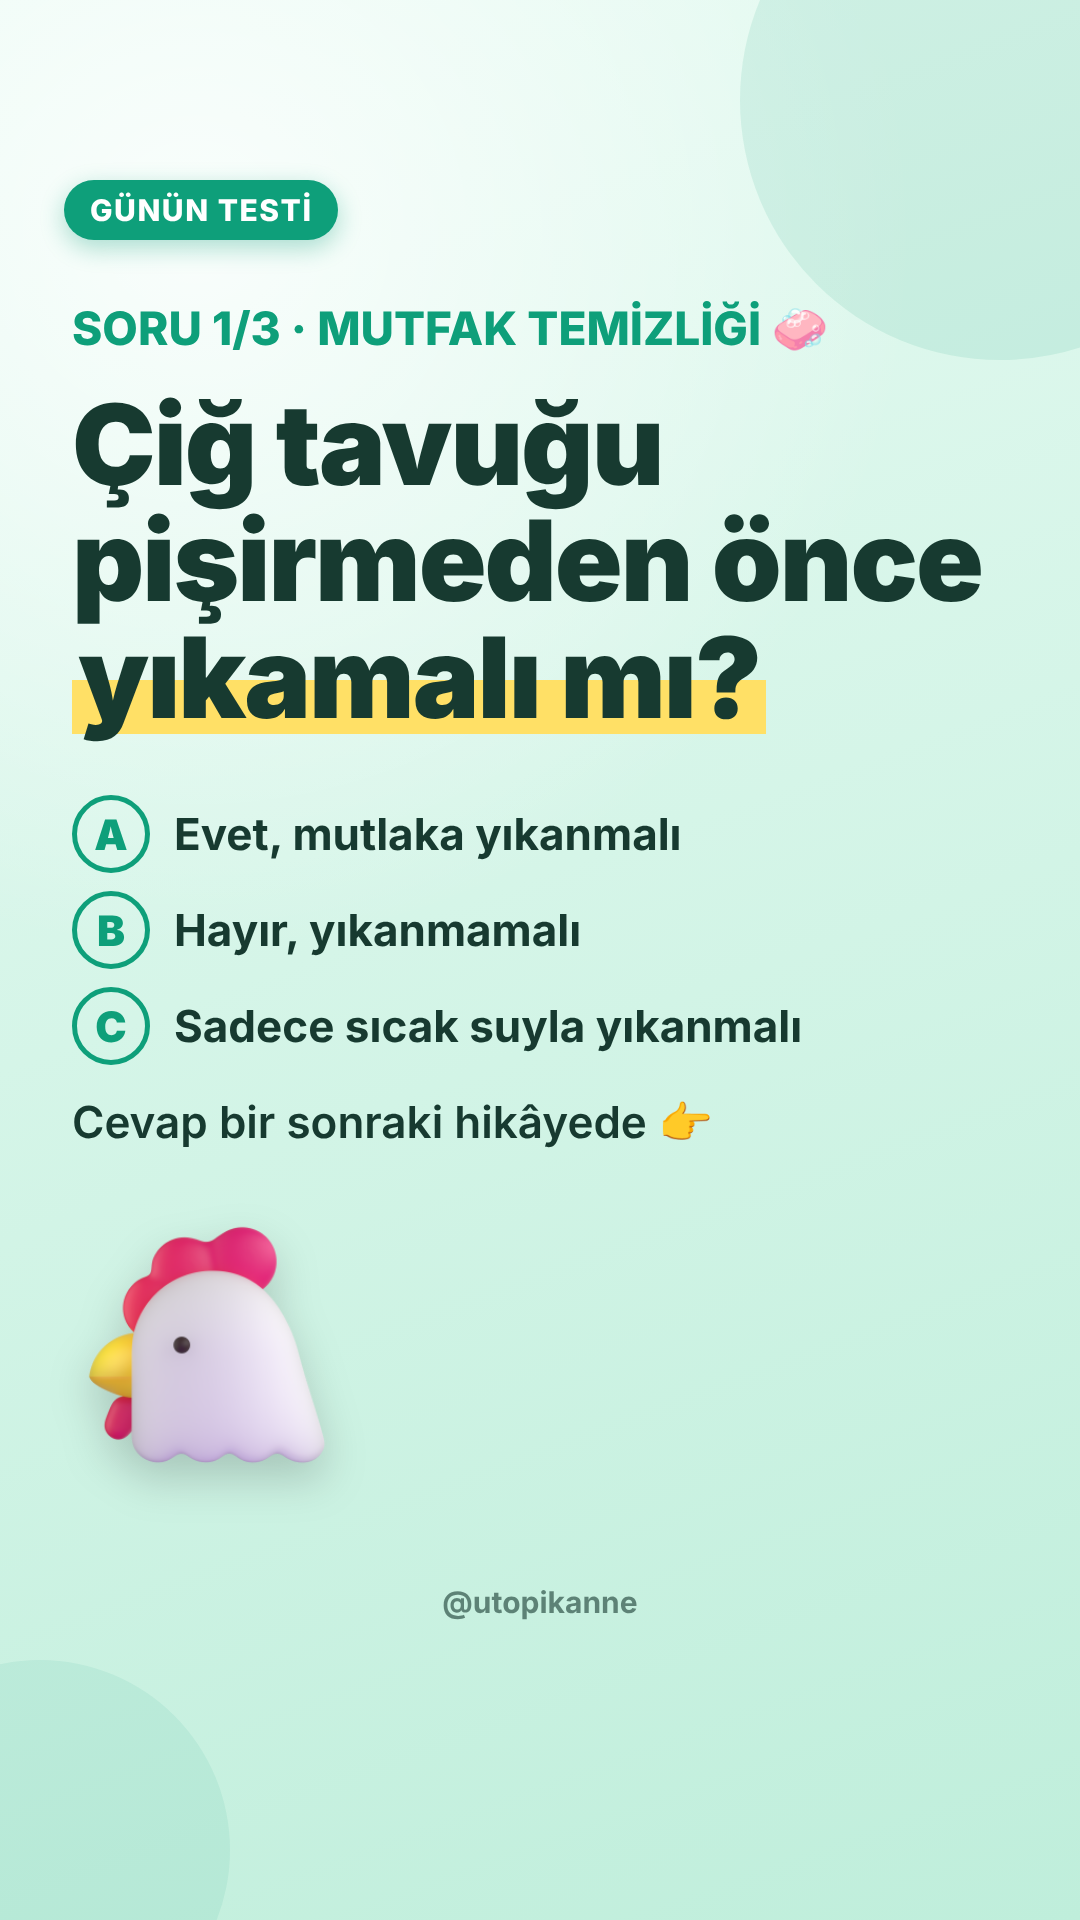 GÜNÜN TESTİ
SORU 1/3 · MUTFAK TEMİZLİĞİ 🧼
Çiğ tavuğu
pişirmeden önce
yıkamalı mı?
A Evet, mutlaka yıkanmalı
B Hayır, yıkanmamalı
C Sadece sıcak suyla yıkanmalı
Cevap bir sonraki hikâyede 👉
@utopikanne